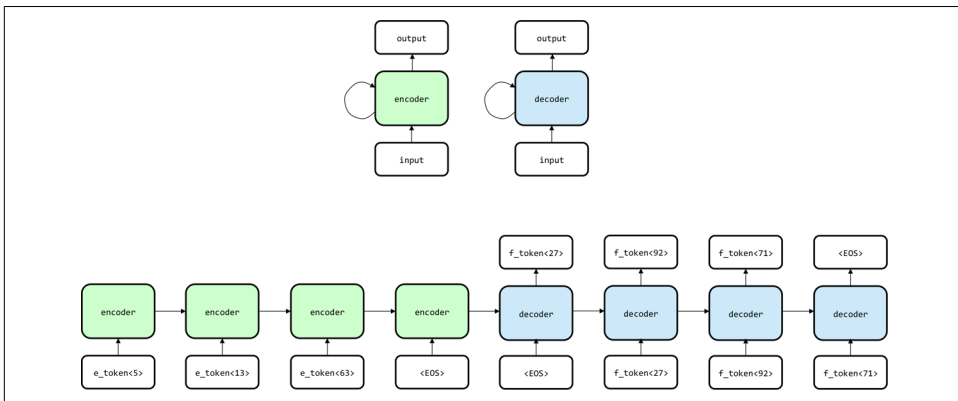 output
output
encoder
decoder
input
input
f_token<27>
f_token<92>
f_token<71>
<EOS>
encoder
encoder
encoder
encoder
decoder
decoder
decoder
decoder
e_token<5>
e_token<13>
e_token<63>
<EOS>
<EOS>
f_token<27>
f_token<92>
f_token<71>